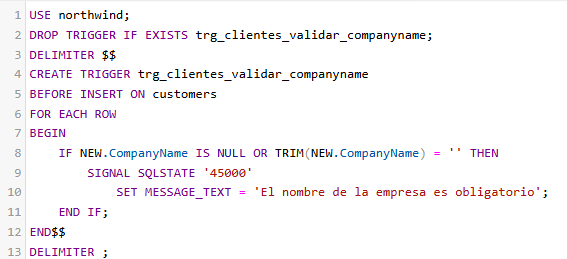 1 USE northwind;
2 DROP TRIGGER IF EXISTS trg_clientes_validar_companyname;
3 DELIMITER $$
4 CREATE TRIGGER trg_clientes_validar_companyname
5 BEFORE INSERT ON customers
6 FOR EACH ROW
7 BEGIN
8     IF NEW.CompanyName IS NULL OR TRIM(NEW.CompanyName) = '' THEN
9         SIGNAL SQLSTATE '45000'
10             SET MESSAGE_TEXT = 'El nombre de la empresa es obligatorio';
11     END IF;
12 END$$
13 DELIMITER ;